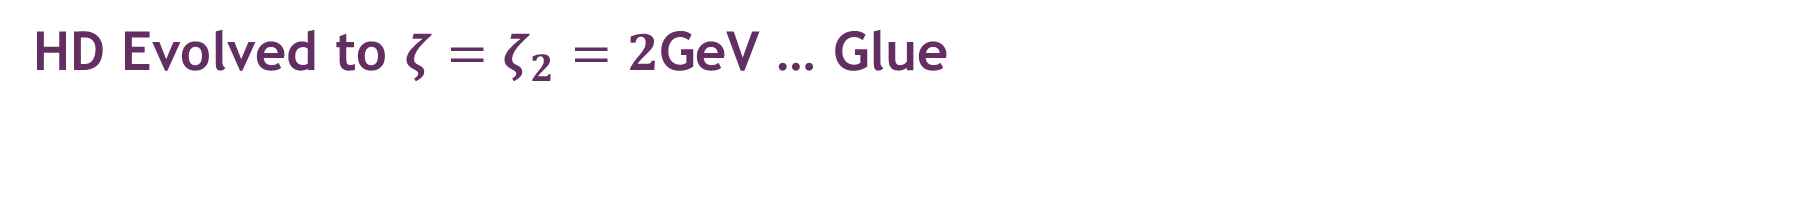 HD Evolved to ζ = ζ₂ = 2GeV … Glue